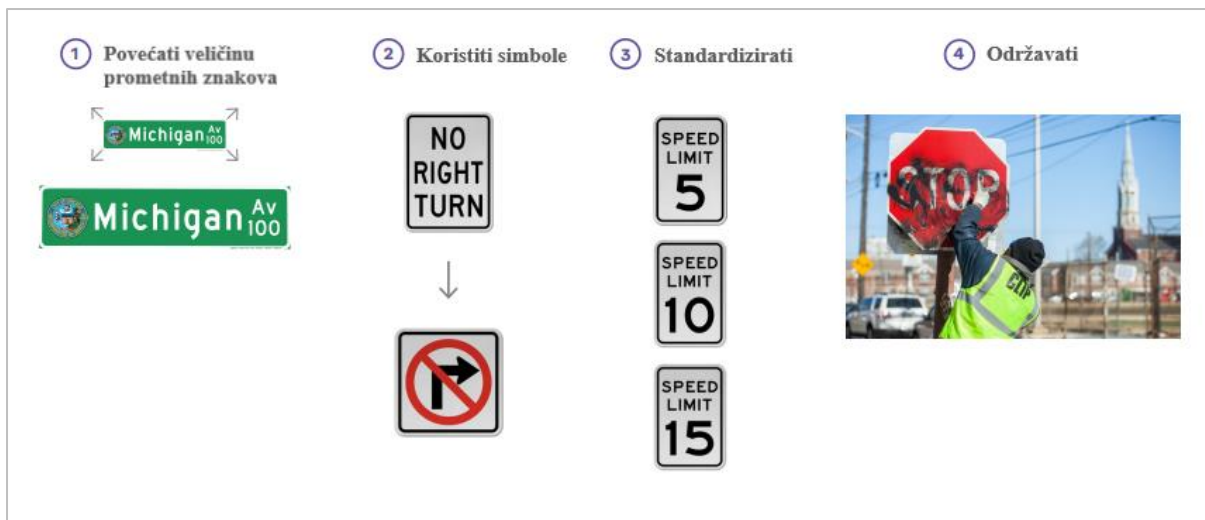 1 Povećati veličinu
prometnih znakova
Michigan Av
100
Michigan Av
100
2 Koristiti simbole
NO
RIGHT
TURN
3 Standardizirati
SPEED
LIMIT
5
SPEED
LIMIT
10
SPEED
LIMIT
15
4 Održavati
STOP